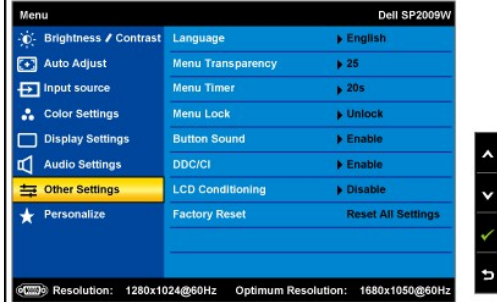 Menu Dell SP2009W
Brightness / Contrast Language English
Auto Adjust Menu Transparency 25
Input source Menu Timer 20s
Color Settings Menu Lock Unlock
Display Settings Button Sound Enable
Audio Settings DDC/CI Enable
Other Settings LCD Conditioning Disable
Personalize Factory Reset Reset All Settings
Resolution: 1280x1024@60Hz Optimum Resolution: 1680x1050@60Hz